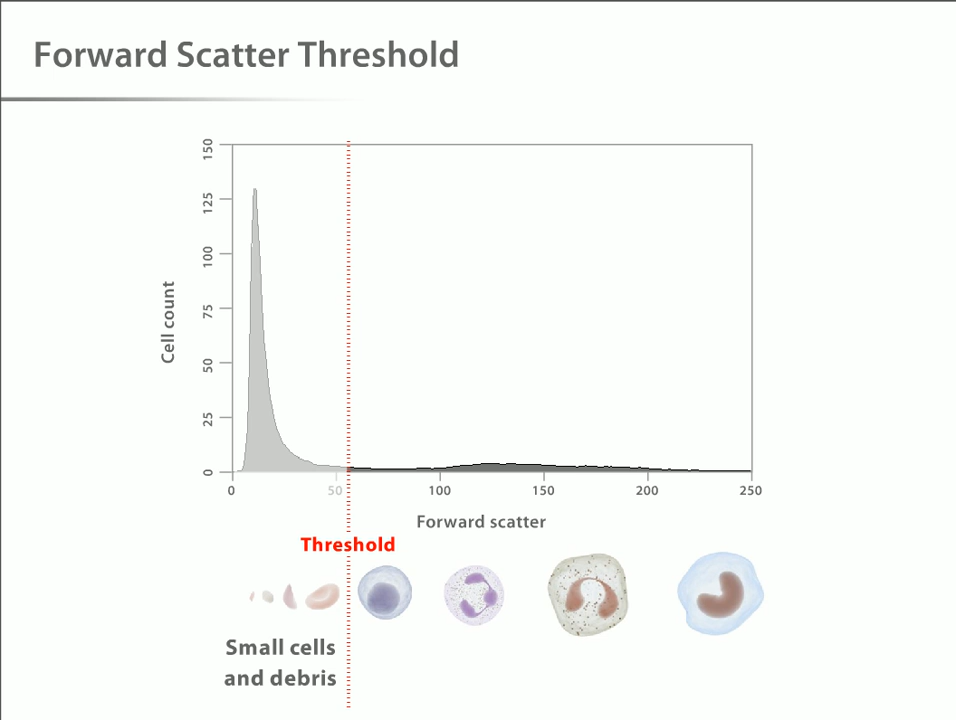 Forward Scatter Threshold
150
125
100
75
50
25
0
Cell count
0 50 100 150 200 250
Forward scatter
Threshold
Small cells
and debris